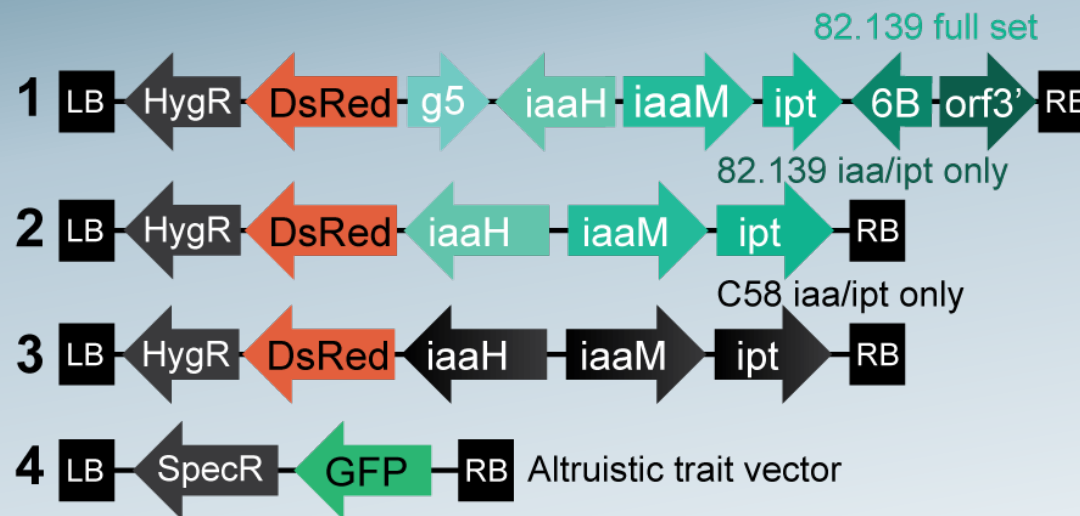 82.139 full set
1 LB HygR DsRed g5 iaaH iaaM ipt 6B orf3' RB
82.139 iaa/ipt only
2 LB HygR DsRed iaaH iaaM ipt RB
C58 iaa/ipt only
3 LB HygR DsRed iaaH iaaM ipt RB
4 LB SpecR GFP RB Altruistic trait vector